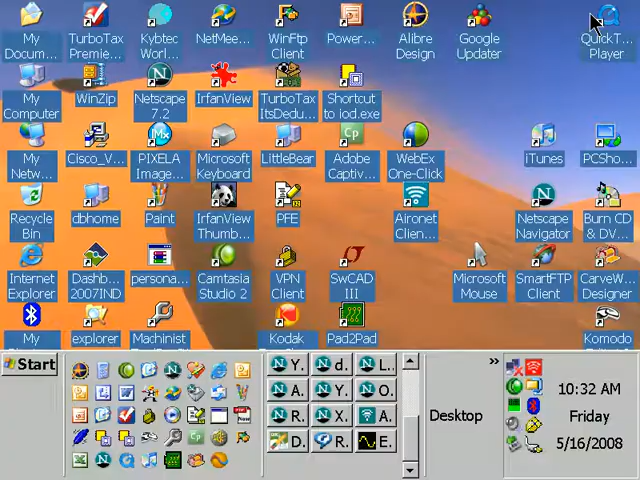 My Docum...
TurboTax Premie...
Kybtec Worl...
NetMee...
WinFtp Client
Power...
Alibre Design
Google Updater
QuickT... Player
My Computer
WinZip
Netscape 7.2
IrfanView
TurboTax ItsDedu...
Shortcut to iod.exe
My Netw...
Cisco_V...
PIXELA Image...
Microsoft Keyboard
LittleBear
Adobe Captiv...
WebEx One-Click
iTunes
PCSho...
Recycle Bin
dbhome
Paint
IrfanView Thumb...
PFE
Aironet Clien...
Netscape Navigator
Burn CD & DV...
Internet Explorer
Dashb... 2007IND
persona...
Camtasia Studio 2
VPN Client
SwCAD III
Microsoft Mouse
SmartFTP Client
CarveW... Designer
My
explorer
Machinist
Kodak
Pad2Pad
Komodo
Start
Y.
d.
L..
A.
Y.
O.
R.
X.
A.
D.
R.
E.
Desktop
»
10:32 AM
Friday
5/16/2008